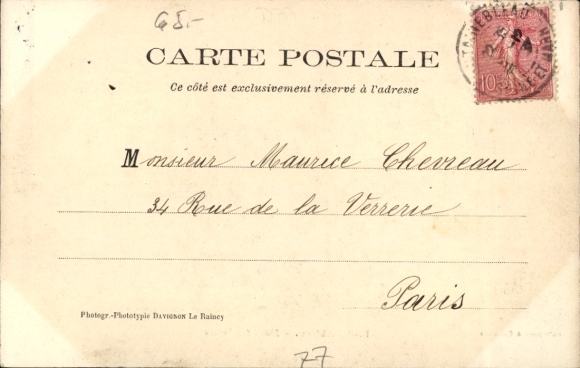 65.-
CARTE POSTALE
Ce côté est exclusivement réservé à l'adresse
10
Monsieur Maurice Chevreau
34 Rue de la Verrerie
Paris
Photogr.-Phototypie DAVIGNON Le Raincy
77